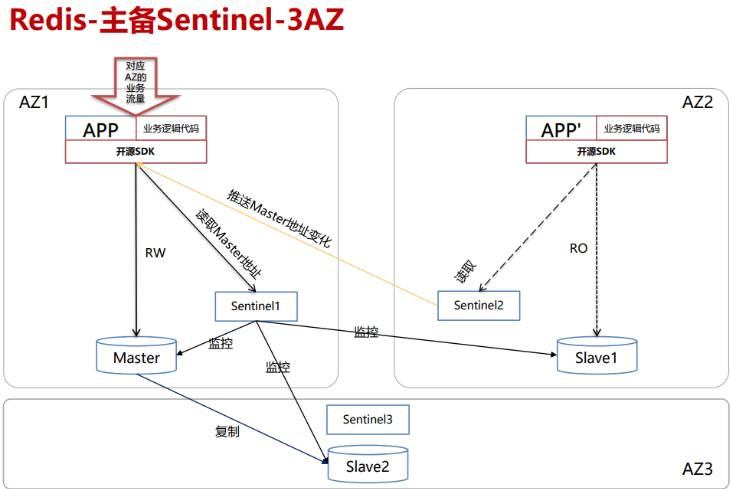 Redis-主备Sentinel-3AZ
对应
AZ的
业务
流量
AZ1
AZ2
APP
业务逻辑代码
开源SDK
APP'
业务逻辑代码
开源SDK
推送Master地址变化
读取Master地址
RW
读取
RO
Sentinel1
Sentinel2
监控
监控
监控
Master
Slave1
复制
Sentinel3
Slave2
AZ3